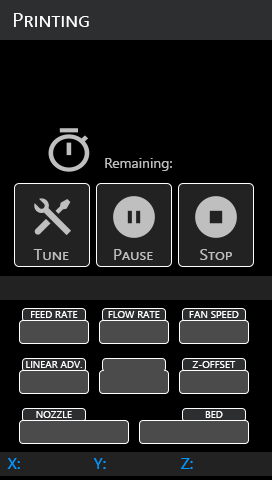 Printing
Remaining:
Tune Pause Stop
FEED RATE FLOW RATE FAN SPEED
LINEAR ADV. Z-OFFSET
NOZZLE BED
X: Y: Z: